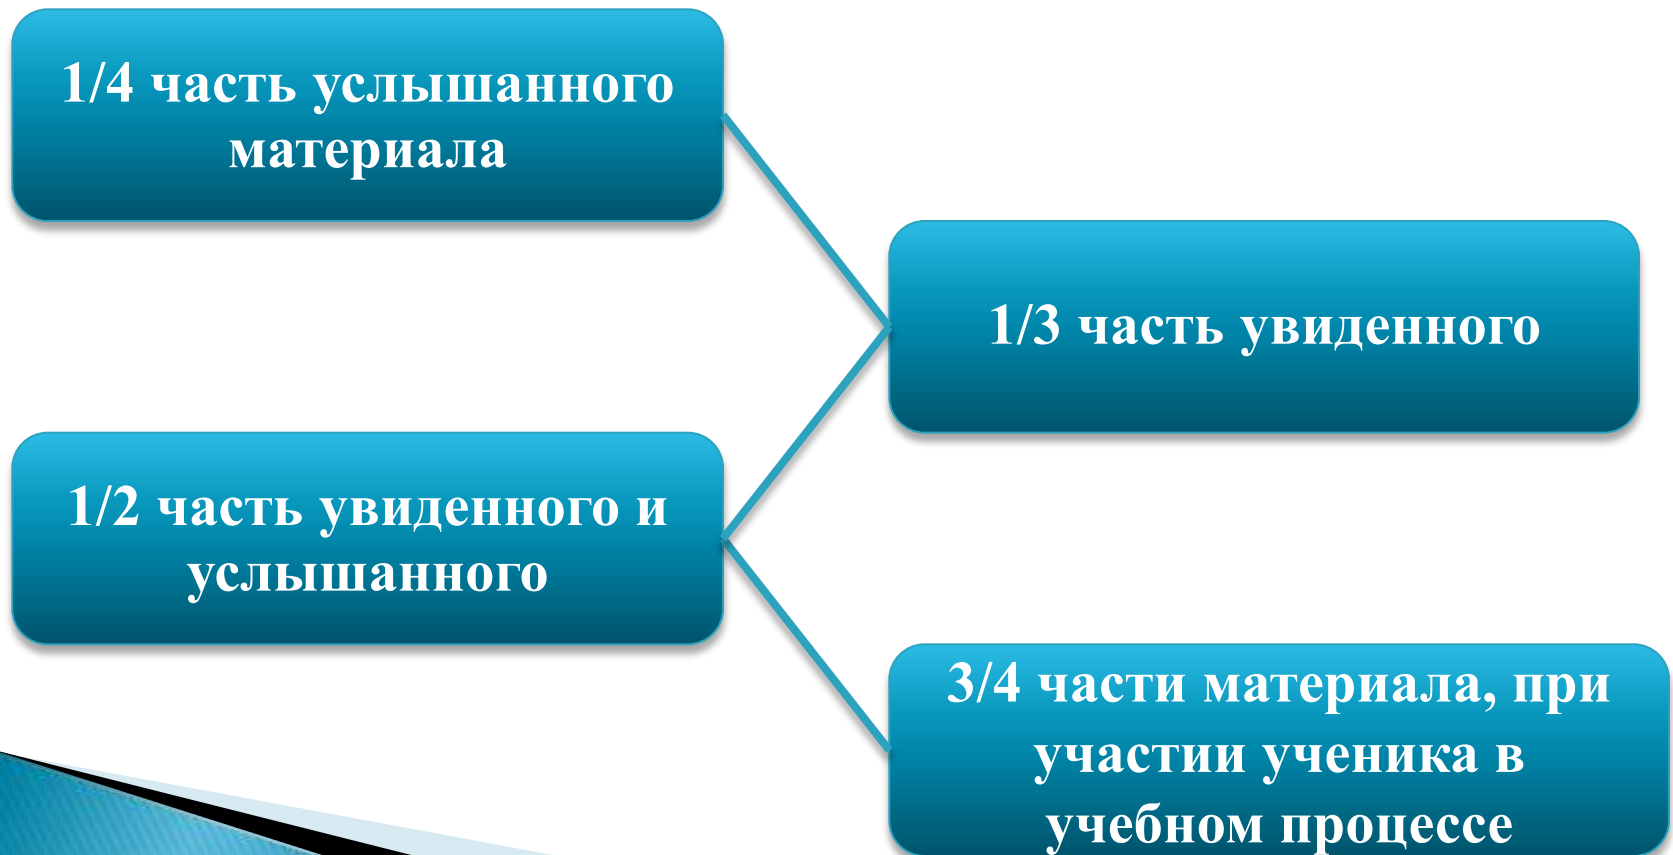 1/4 часть услышанного
материала
1/3 часть увиденного
1/2 часть увиденного и
услышанного
3/4 части материала, при
участии ученика в
учебном процессе